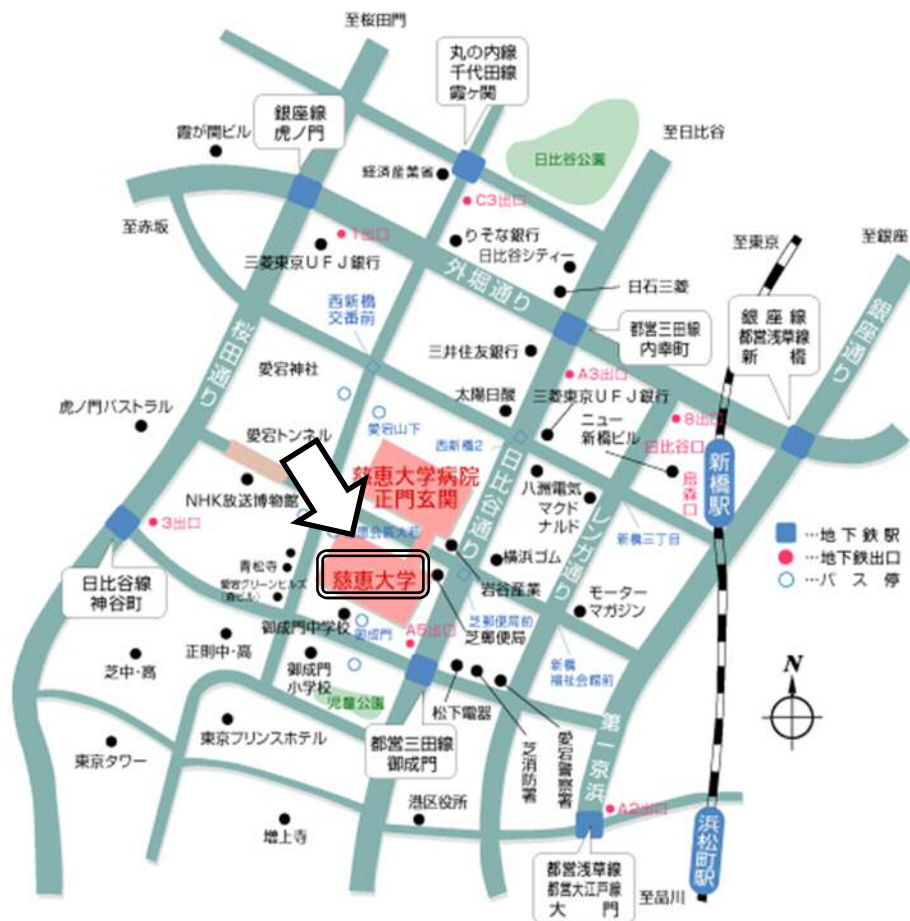 至桜田門
丸の内線
千代田線
霞ヶ関
銀座線
虎ノ門
霞が関ビル
至日比谷
日比谷公園
経済産業省
C3出口
至赤坂
1出口
りそな銀行
三菱東京UFJ銀行
日比谷シティー
至東京
至銀座
外堀通り
日石三菱
西新橋
交番前
桜田通り
都営三田線
内幸町
銀座線
都営浅草線
新橋
銀座通り
三井住友銀行
愛宕神社
A3出口
太陽日酸
三菱東京UFJ銀行
虎ノ門パストラル
愛宕山下
ニュー
新橋ビル
8出口
日比谷口
愛宕トンネル
西新橋2
日比谷通り
烏森口
新橋駅
慈恵大学病院
正門玄関
NHK放送博物館
八洲電気
マクド
ナルド
レンガ通り
3出口
新橋三丁目
…地下鉄駅
…地下鉄出口
…バス停
青松寺
愛宕グリーンヒルズ
(森ビル)
慈恵大学
横浜ゴム
岩谷産業
日比谷線
神谷町
モーター
マガジン
御成門中学校
御成門
A5出口
芝郵便局前
芝郵便局
正則中・高
芝中・高
御成門
小学校
新橋
福祉会館前
N
児童公園
松下電器
第一京浜
東京プリンスホテル
東京タワー
都営三田線
御成門
芝消防署
愛宕警察署
港区役所
増上寺
A2出口
浜松町駅
都営浅草線
都営大江戸線
大門
至品川